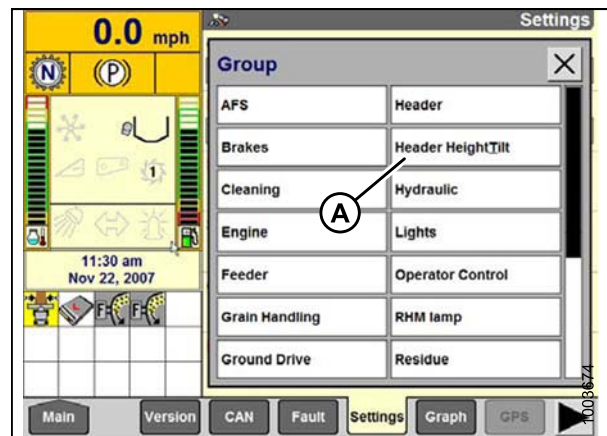 0.0 mph
Settings
N
(P)
Group
X
AFS
Header
Brakes
Header HeightTilt
Cleaning
Hydraulic
A
Engine
Lights
Feeder
Operator Control
Grain Handling
RHM lamp
Ground Drive
Residue
1
11:30 am
Nov 22, 2007
F
F
Main
Version
CAN
Fault
Settings
Graph
GPS
1003674